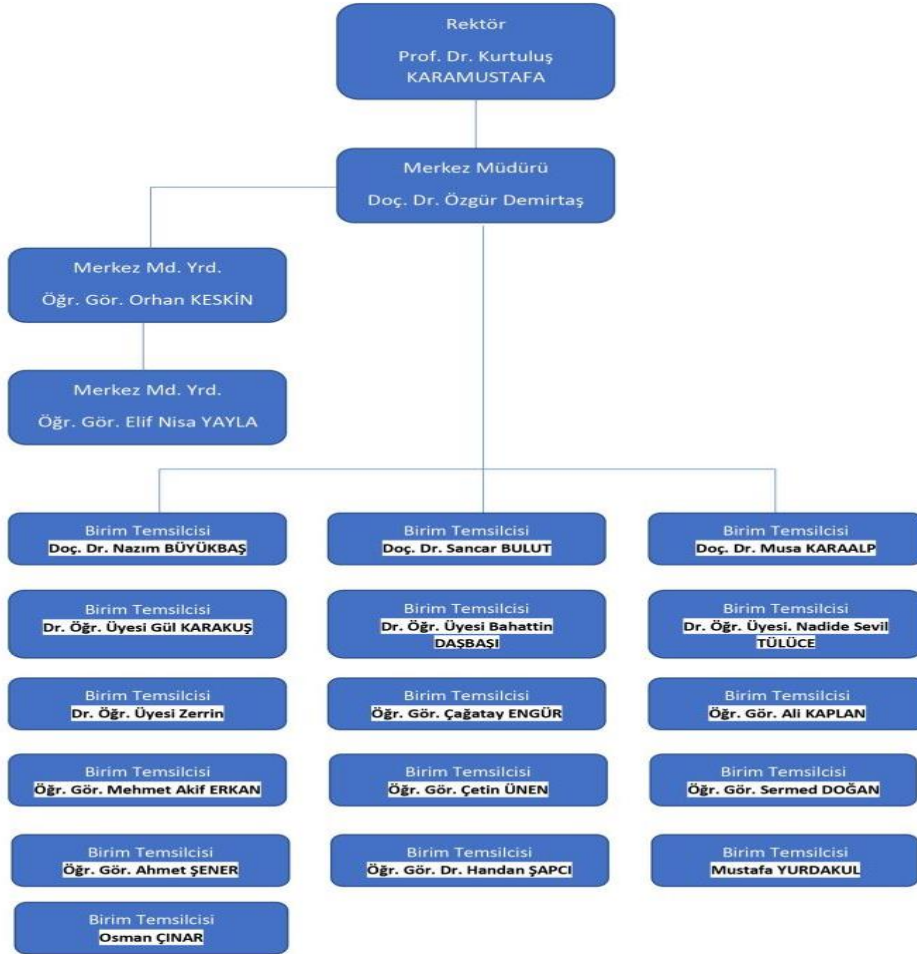 Rektör
Prof. Dr. Kurtuluş
KARAMUSTAFA
Merkez Müdürü
Doç. Dr. Özgür Demirtaş
Merkez Md. Yrd.
Öğr. Gör. Orhan KESKİN
Merkez Md. Yrd.
Öğr. Gör. Elif Nisa YAYLA
Birim Temsilcisi
Doç. Dr. Nazım BÜYÜKBAŞ
Birim Temsilcisi
Doç. Dr. Sancar BULUT
Birim Temsilcisi
Doç. Dr. Musa KARAALP
Birim Temsilcisi
Dr. Öğr. Üyesi Gül KARAKUŞ
Birim Temsilcisi
Dr. Öğr. Üyesi Bahattin
DAŞBAŞI
Birim Temsilcisi
Dr. Öğr. Üyesi. Nadide Sevil
TÜLÜCE
Birim Temsilcisi
Dr. Öğr. Üyesi Zerrin
Birim Temsilcisi
Öğr. Gör. Çağatay ENGÜR
Birim Temsilcisi
Öğr. Gör. Ali KAPLAN
Birim Temsilcisi
Öğr. Gör. Mehmet Akif ERKAN
Birim Temsilcisi
Öğr. Gör. Çetin ÜNEN
Birim Temsilcisi
Öğr. Gör. Sermed DOĞAN
Birim Temsilcisi
Öğr. Gör. Ahmet ŞENER
Birim Temsilcisi
Öğr. Gör. Dr. Handan ŞAPCI
Birim Temsilcisi
Mustafa YURDAKUL
Birim Temsilcisi
Osman ÇINAR